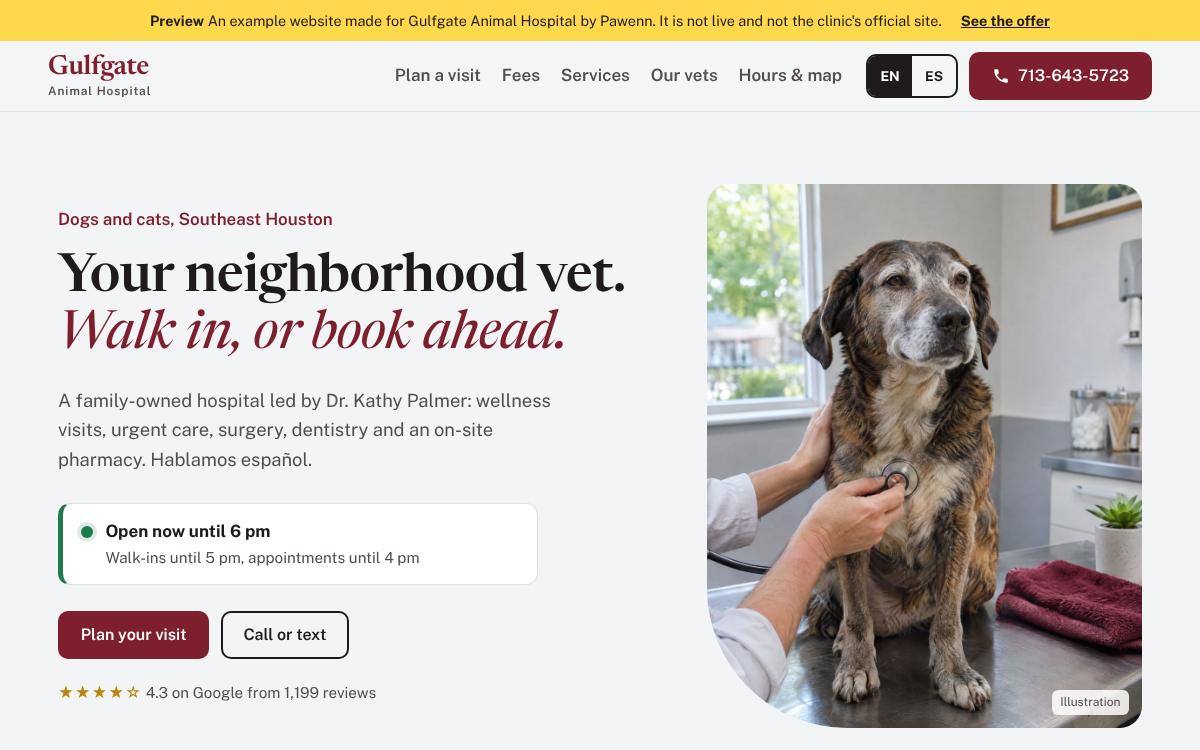 Preview An example website made for Gulfgate Animal Hospital by Pawenn. It is not live and not the clinic's official site. See the offer
Gulfgate
Animal Hospital
Plan a visit Fees Services Our vets Hours & map EN ES 713-643-5723
Dogs and cats, Southeast Houston
Your neighborhood vet.
Walk in, or book ahead.
A family-owned hospital led by Dr. Kathy Palmer: wellness
visits, urgent care, surgery, dentistry and an on-site
pharmacy. Hablamos español.
Open now until 6 pm
Walk-ins until 5 pm, appointments until 4 pm
Plan your visit Call or text
★★★★☆ 4.3 on Google from 1,199 reviews
Illustration